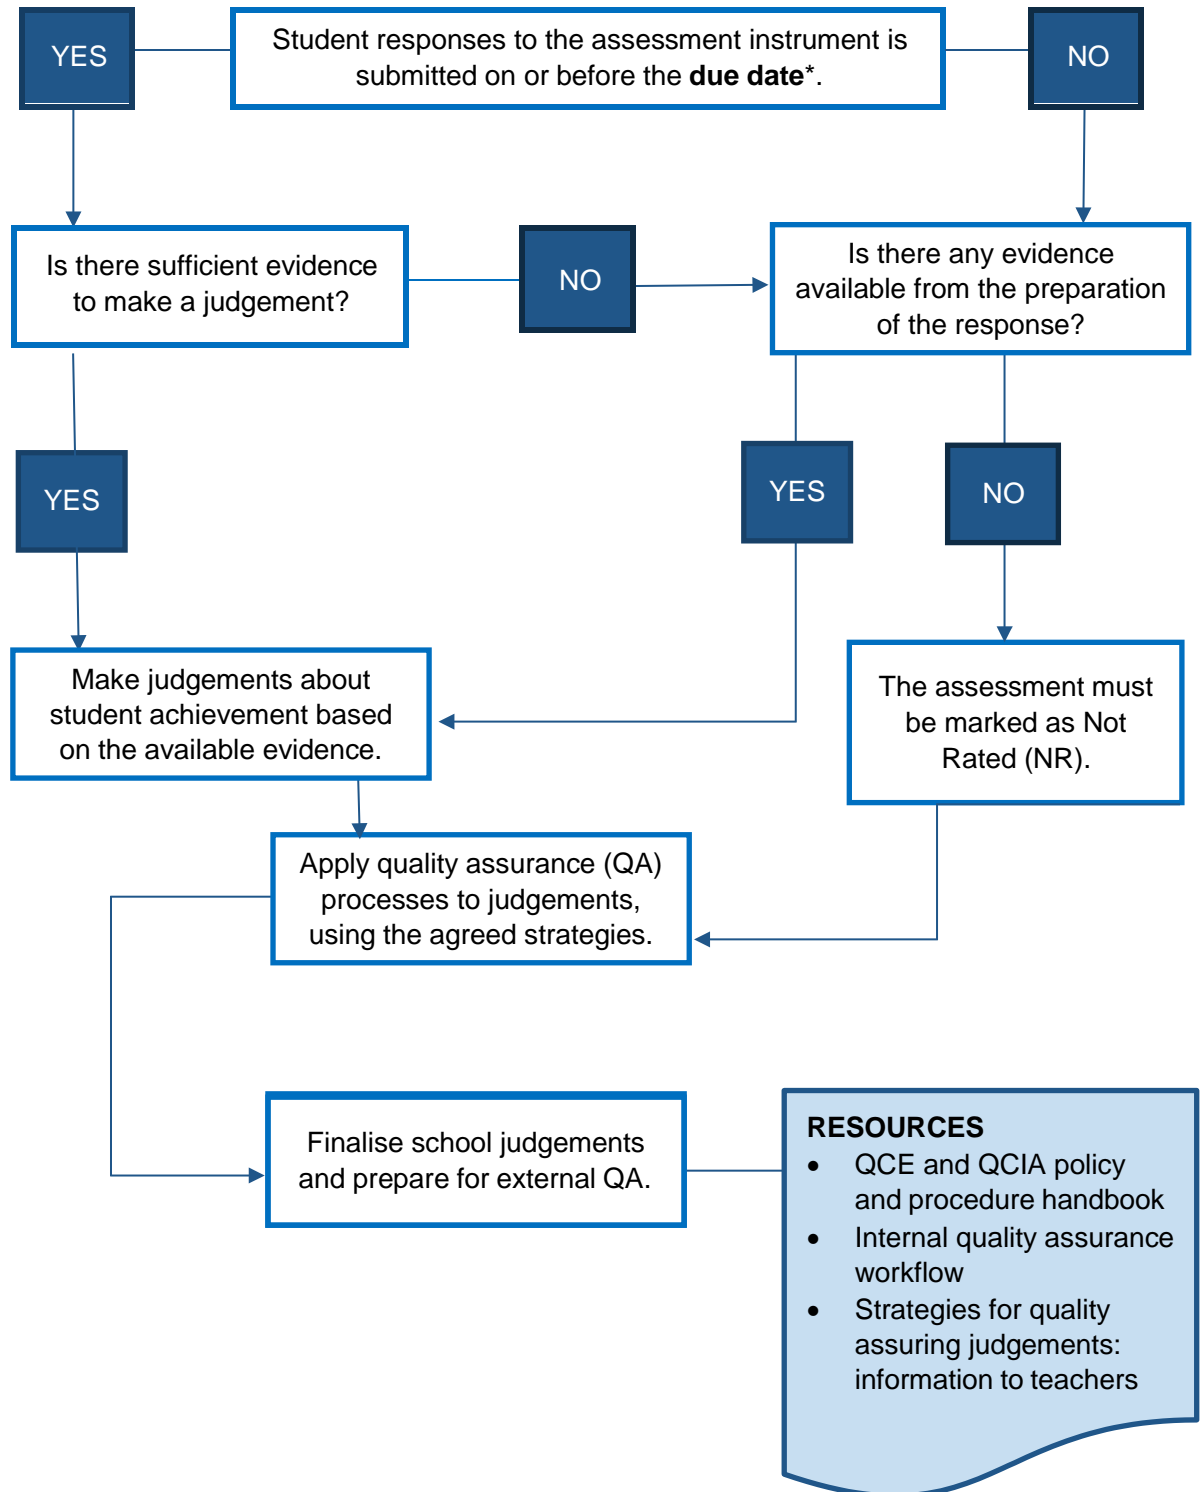 YES
Student responses to the assessment instrument is
submitted on or before the due date*.
NO
Is there sufficient evidence
to make a judgement?
NO
Is there any evidence
available from the preparation
of the response?
YES
YES
NO
Make judgements about
student achievement based
on the available evidence.
The assessment must
be marked as Not
Rated (NR).
Apply quality assurance (QA)
processes to judgements,
using the agreed strategies.
Finalise school judgements
and prepare for external QA.
RESOURCES
• QCE and QCIA policy
and procedure handbook
• Internal quality assurance
workflow
• Strategies for quality
assuring judgements:
information to teachers